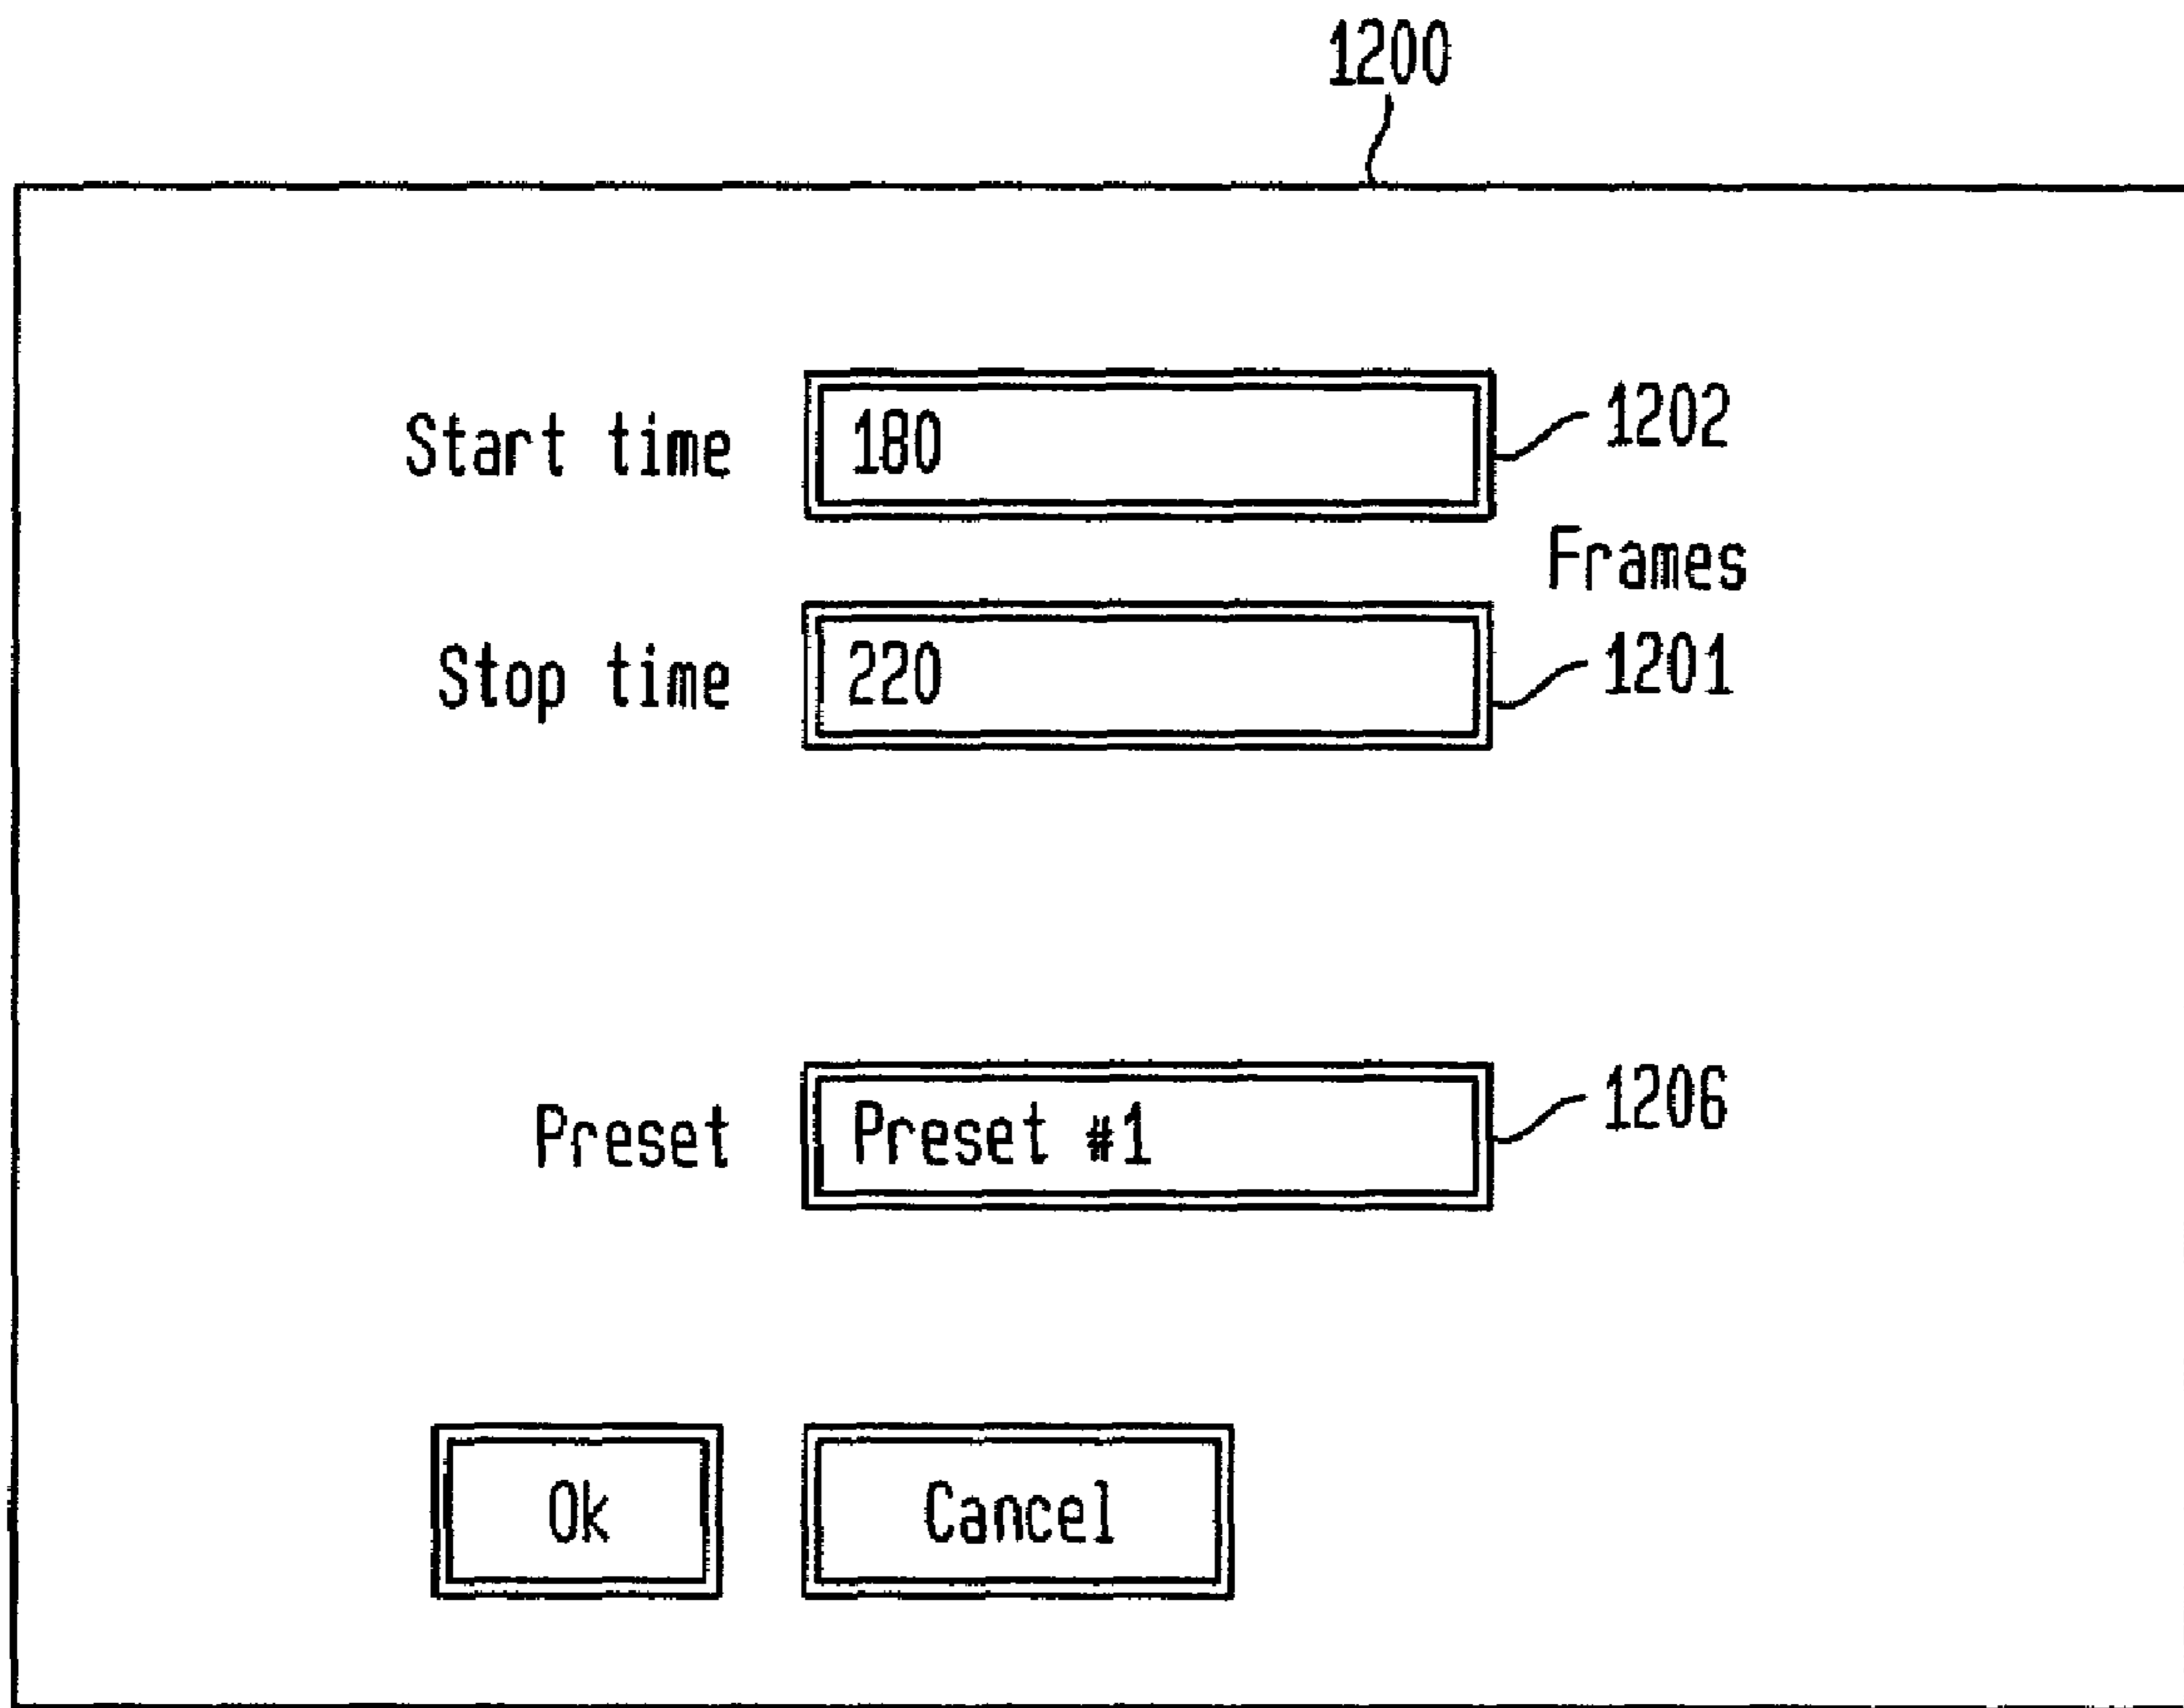 1200
Start time 180 1202
Frames
Stop time 220 1201
Preset Preset #1 1206
Ok Cancel